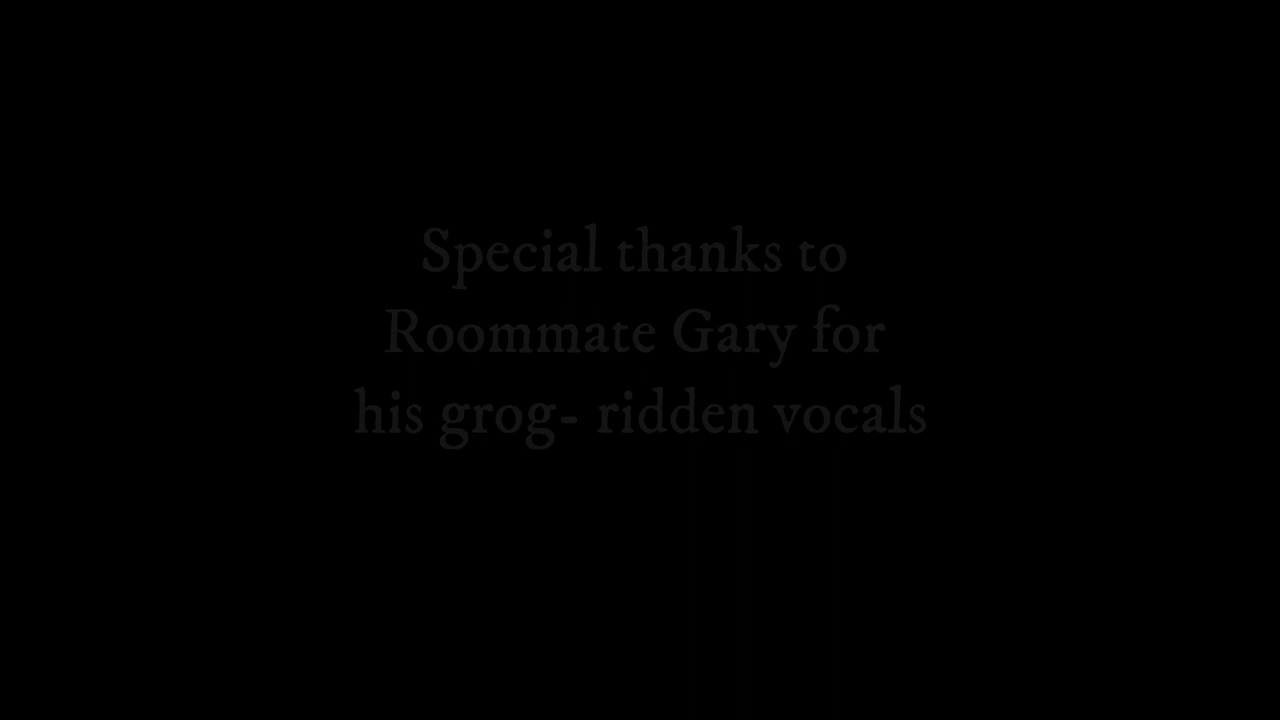 Special thanks to
Roommate Gary for
his grog- ridden vocals